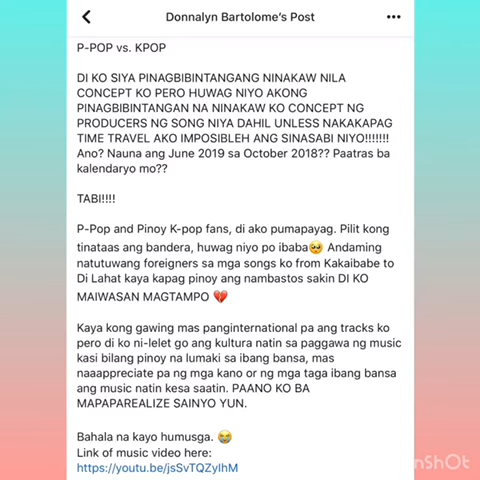 Donnalyn Bartolome's Post
P-POP vs. KPOP
DI KO SIYA PINAGBIBINTANGANG NINAKAW NILA
CONCEPT KO PERO HUWAG NIYO AKONG
PINAGBIBINTANGAN NA NINAKAW KO CONCEPT NG
PRODUCERS NG SONG NIYA DAHIL UNLESS NAKAKAPAG
TIME TRAVEL AKO IMPOSIBLEH ANG SINASABI NIYO!!!!!!!
Ano? Nauna ang June 2019 sa October 2018?? Paatras ba
kalendaryo mo??
TABI!!!!
P-Pop and Pinoy K-pop fans, di ako pumapayag. Pilit kong
tinataas ang bandera, huwag niyo po ibaba🥺 Andaming
natutuwang foreigners sa mga songs ko from Kakaibabe to
Di Lahat kaya kapag pinoy ang nambastos sakin DI KO
MAIWASAN MAGTAMPO 💔
Kaya kong gawing mas panginternational pa ang tracks ko
pero di ko ni-lelet go ang kultura natin sa paggawa ng music
kasi bilang pinoy na lumaki sa ibang bansa, mas
naaappreciate pa ng mga kano or ng mga taga ibang bansa
ang music natin kesa saatin. PAANO KO BA
MAPAPAREALIZE SAINYO YUN.
Bahala na kayo humusga. 😭
Link of music video here:
https://youtu.be/jsSvTQZylhM